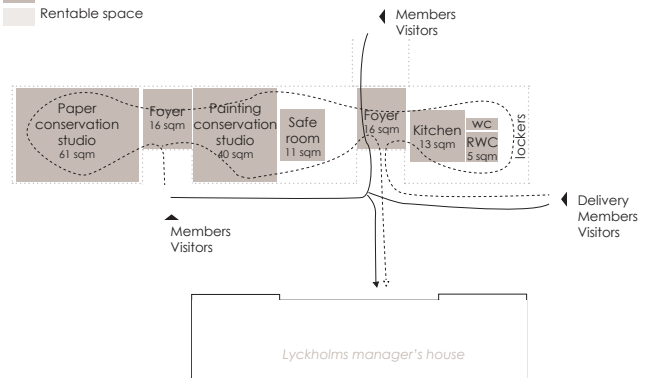 Rentable space
Members
Visitors
Paper
conservation
studio
61 sqm
Foyer
16 sqm
Painting
conservation
studio
40 sqm
Safe
room
11 sqm
Foyer
16 sqm
Kitchen
13 sqm
wc
RWC
5 sqm
lockers
Members
Visitors
Delivery
Members
Visitors
Lyckholms manager's house